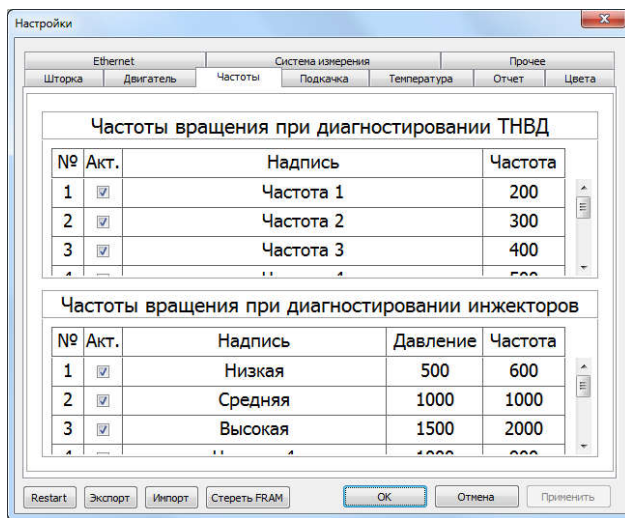 Настройки
Ethernet Система измерения Прочее
Шторка Двигатель Частоты Подкачка Температура Отчет Цвета
Частоты вращения при диагностировании ТНВД
№ Акт. Надпись Частота
1 Частота 1 200
2 Частота 2 300
3 Частота 3 400
Частоты вращения при диагностировании инжекторов
№ Акт. Надпись Давление Частота
1 Низкая 500 600
2 Средняя 1000 1000
3 Высокая 1500 2000
Restart Экспорт Импорт Стереть FRAM OK Отмена Применить